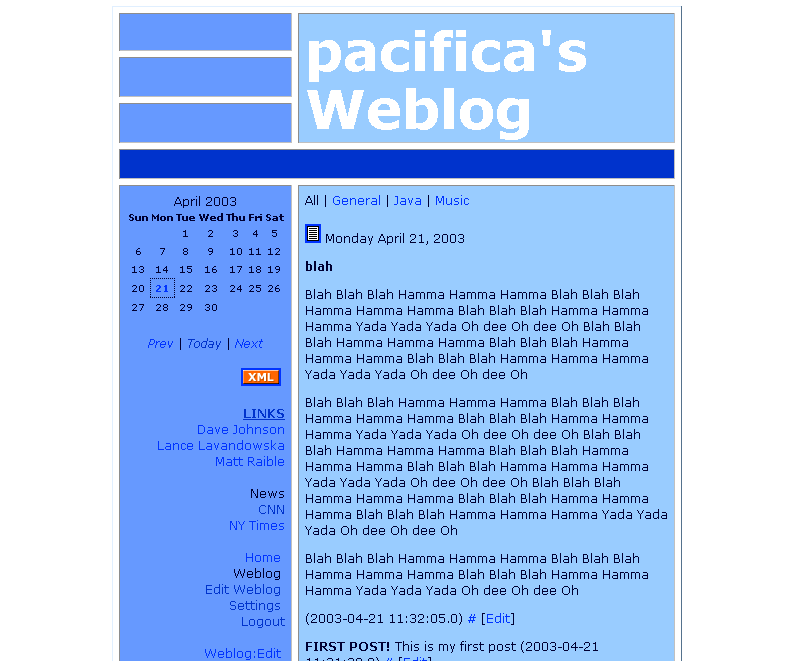 pacifica's
Weblog
April 2003
Sun Mon Tue Wed Thu Fri Sat
1 2 3 4 5
6 7 8 9 10 11 12
13 14 15 16 17 18 19
20 21 22 23 24 25 26
27 28 29 30
Prev | Today | Next
XML
LINKS
Dave Johnson
Lance Lavandowska
Matt Raible
News
CNN
NY Times
Home
Weblog
Edit Weblog
Settings
Logout
Weblog:Edit
All | General | Java | Music
Monday April 21, 2003
blah
Blah Blah Blah Hamma Hamma Hamma Blah Blah Blah
Hamma Hamma Hamma Blah Blah Blah Hamma Hamma
Hamma Yada Yada Yada Oh dee Oh dee Oh Blah Blah
Blah Hamma Hamma Hamma Blah Blah Blah Hamma
Hamma Hamma Blah Blah Blah Hamma Hamma Hamma
Yada Yada Yada Oh dee Oh dee Oh
Blah Blah Blah Hamma Hamma Hamma Blah Blah Blah
Hamma Hamma Hamma Blah Blah Blah Hamma Hamma
Hamma Yada Yada Yada Oh dee Oh dee Oh Blah Blah
Blah Hamma Hamma Hamma Blah Blah Blah Hamma
Hamma Hamma Blah Blah Blah Hamma Hamma Hamma
Yada Yada Yada Oh dee Oh dee Oh Blah Blah Blah
Hamma Hamma Hamma Blah Blah Blah Hamma Hamma
Hamma Blah Blah Blah Hamma Hamma Hamma Yada Yada
Yada Oh dee Oh dee Oh
Blah Blah Blah Hamma Hamma Hamma Blah Blah Blah
Hamma Hamma Hamma Blah Blah Blah Hamma Hamma
Hamma Yada Yada Yada Oh dee Oh dee Oh
(2003-04-21 11:32:05.0) # [Edit]
FIRST POST! This is my first post (2003-04-21